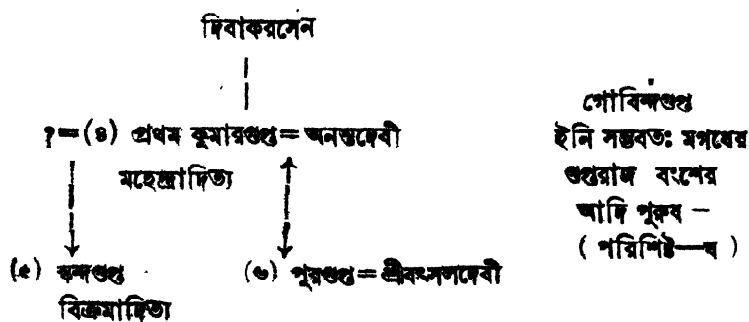 দিবাকরসেন
গোবিন্দগুপ্ত
?=(৪) প্রথম কুমারগুপ্ত=অনন্তদেবী
ইনি সম্ভবতঃ মগধের
মহেন্দ্রাদিত্য
গুপ্তরাজ বংশের
আদি পুরুষ —
( পরিশিষ্ট—ঘ )
(৫) স্কন্দগুপ্ত
(৬) পুরগুপ্ত=শ্রীবৎসদেবী
বিক্রমাদিত্য